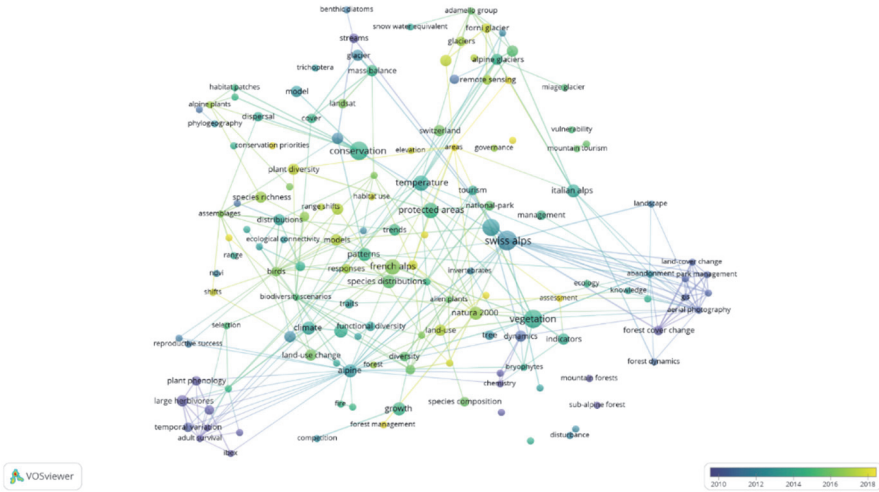 benthic diatoms
adamello group
streams
snow water equivalent
forni glacier
glaciers
glacier
alpine glaciers
trichoptera
mass balance
remote sensing
habitat patches
model
miage glacier
alpine plants
landsat
dispersal
cover
phylogeography
switzerland
vulnerability
conservation priorities
conservation
elevation
areas
governance
mountain tourism
plant diversity
temperature
tourism
italian alps
species richness
habitat use
range shifts
protected areas
national-park
landscape
assemblages
distributions
management
trends
ecological connectivity
models
swiss alps
range
patterns
land-cover change
ndvi
birds
responses
french alps
invertebrates
abandonment
park management
species distributions
ecology
knowledge
shifts
biodiversity scenarios
alien plants
assessment
traits
natura 2000
aerial photography
selection
climate
functional diversity
land-use
vegetation
forest cover change
reproductive success
tree
dynamics
indicators
land-use change
diversity
forest
alpine
bryophytes
forest dynamics
plant phenology
chemistry
mountain forests
large herbivores
fire
growth
species composition
sub-alpine forest
temporal variation
forest management
adult survival
competition
disturbance
ibex
VOSviewer
2010
2012
2014
2016
2018